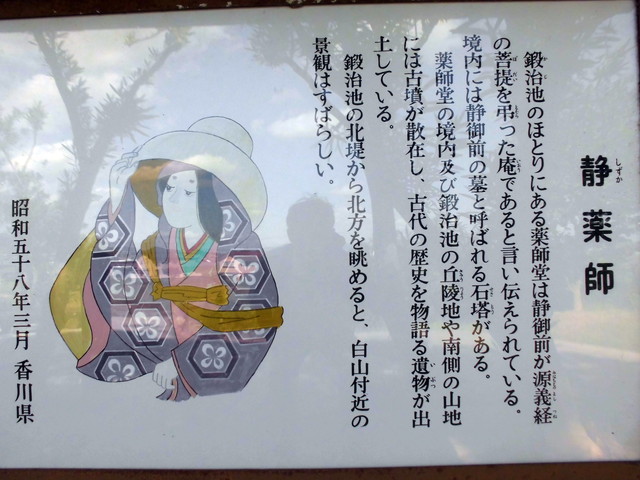 静薬師
しずか
鍛治池のほとりにある薬師堂は静御前が源義経
の菩提を弔った庵であると言い伝えられている。
境内には静御前の墓と呼ばれる石塔がある。
薬師堂の境内及び鍛治池の丘陵地や南側の山地
には古墳が散在し、古代の歴史を物語る遺物が出
土している。
鍛治池の北堤から北方を眺めると、白山付近の
景観はすばらしい。
昭和五十八年三月 香川県